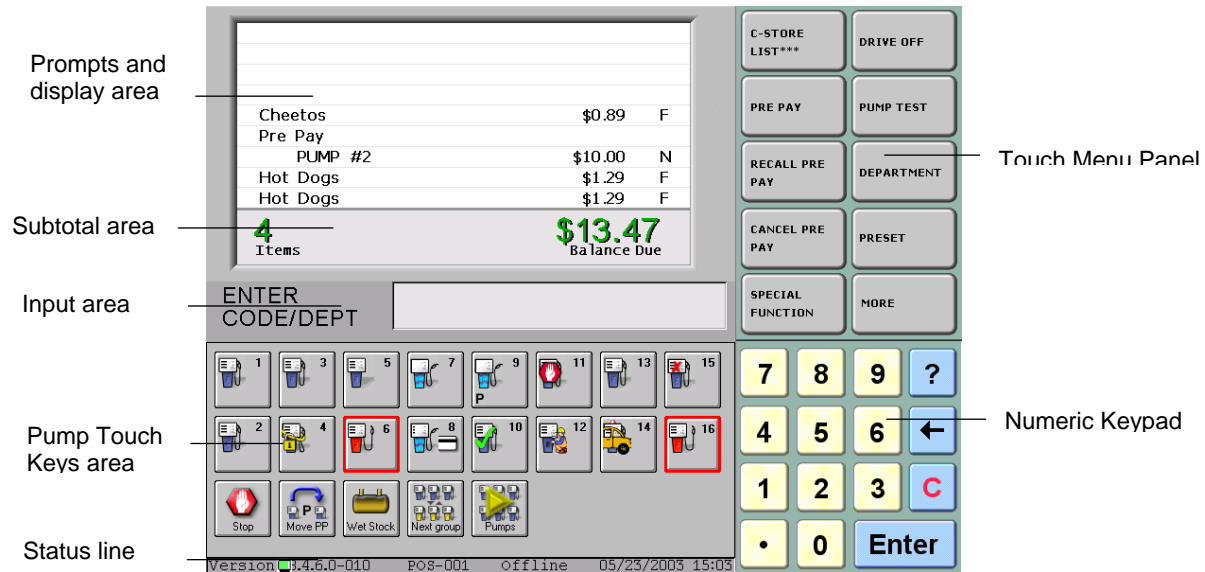 Prompts and
display area
Subtotal area
Input area
Pump Touch
Keys area
Status line
Cheetos $0.89 F
Pre Pay
PUMP #2 $10.00 N
Hot Dogs $1.29 F
Hot Dogs $1.29 F
4 $13.47
Items Balance Due
ENTER
CODE/DEPT
1 3 5 7 9 11 13 15
P
2 4 6 8 10 12 14 16
P
Stop Move PP Wet Stock Next group Pumps
Version 3.4.6.0-010 POS-001 Offline 05/23/2003 15:03
C-STORE
LIST***
DRIVE OFF
PRE PAY
PUMP TEST
RECALL PRE
PAY
DEPARTMENT
CANCEL PRE
PAY
PRESET
SPECIAL
FUNCTION
MORE
7 8 9 ?
4 5 6 ←
1 2 3 C
• 0 Enter
Touch Menu Panel
Numeric Keypad